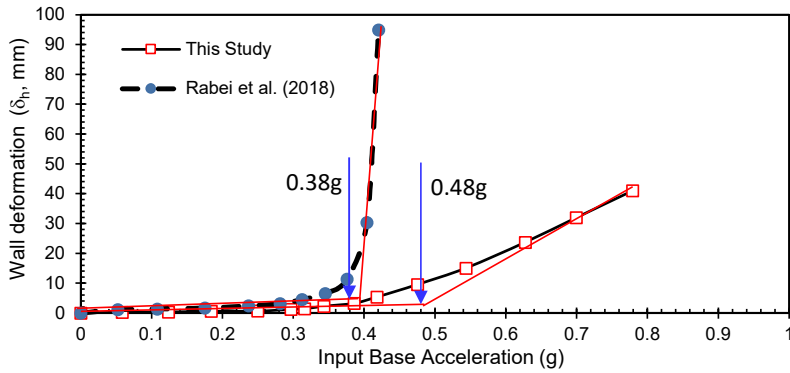 100
90
80
70
60
50
40
30
20
10
0
Wall deformation (δh, mm)
This Study
Rabei et al. (2018)
0.38g
0.48g
0 0.1 0.2 0.3 0.4 0.5 0.6 0.7 0.8 0.9 1
Input Base Acceleration (g)